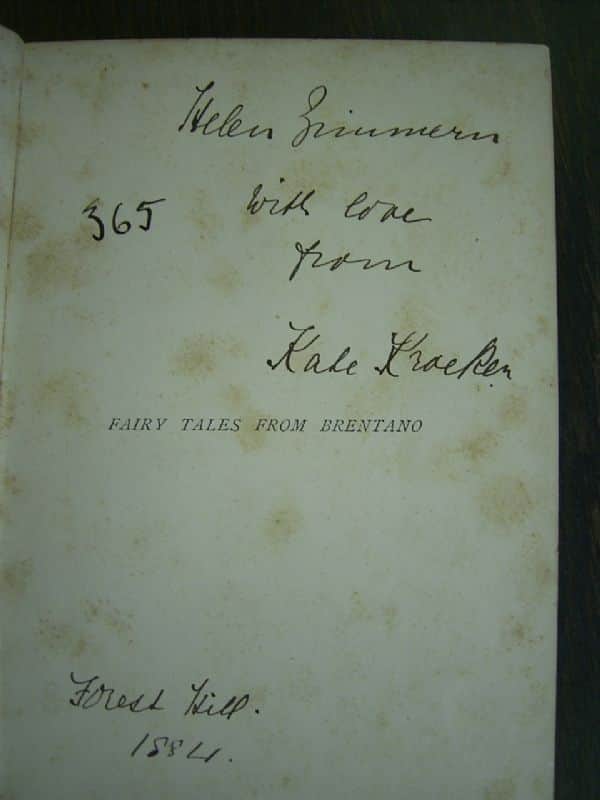 Helen Zimmern
365 with love
from
Kate Kroeker
FAIRY TALES FROM BRENTANO
Forest Hill.
1884.